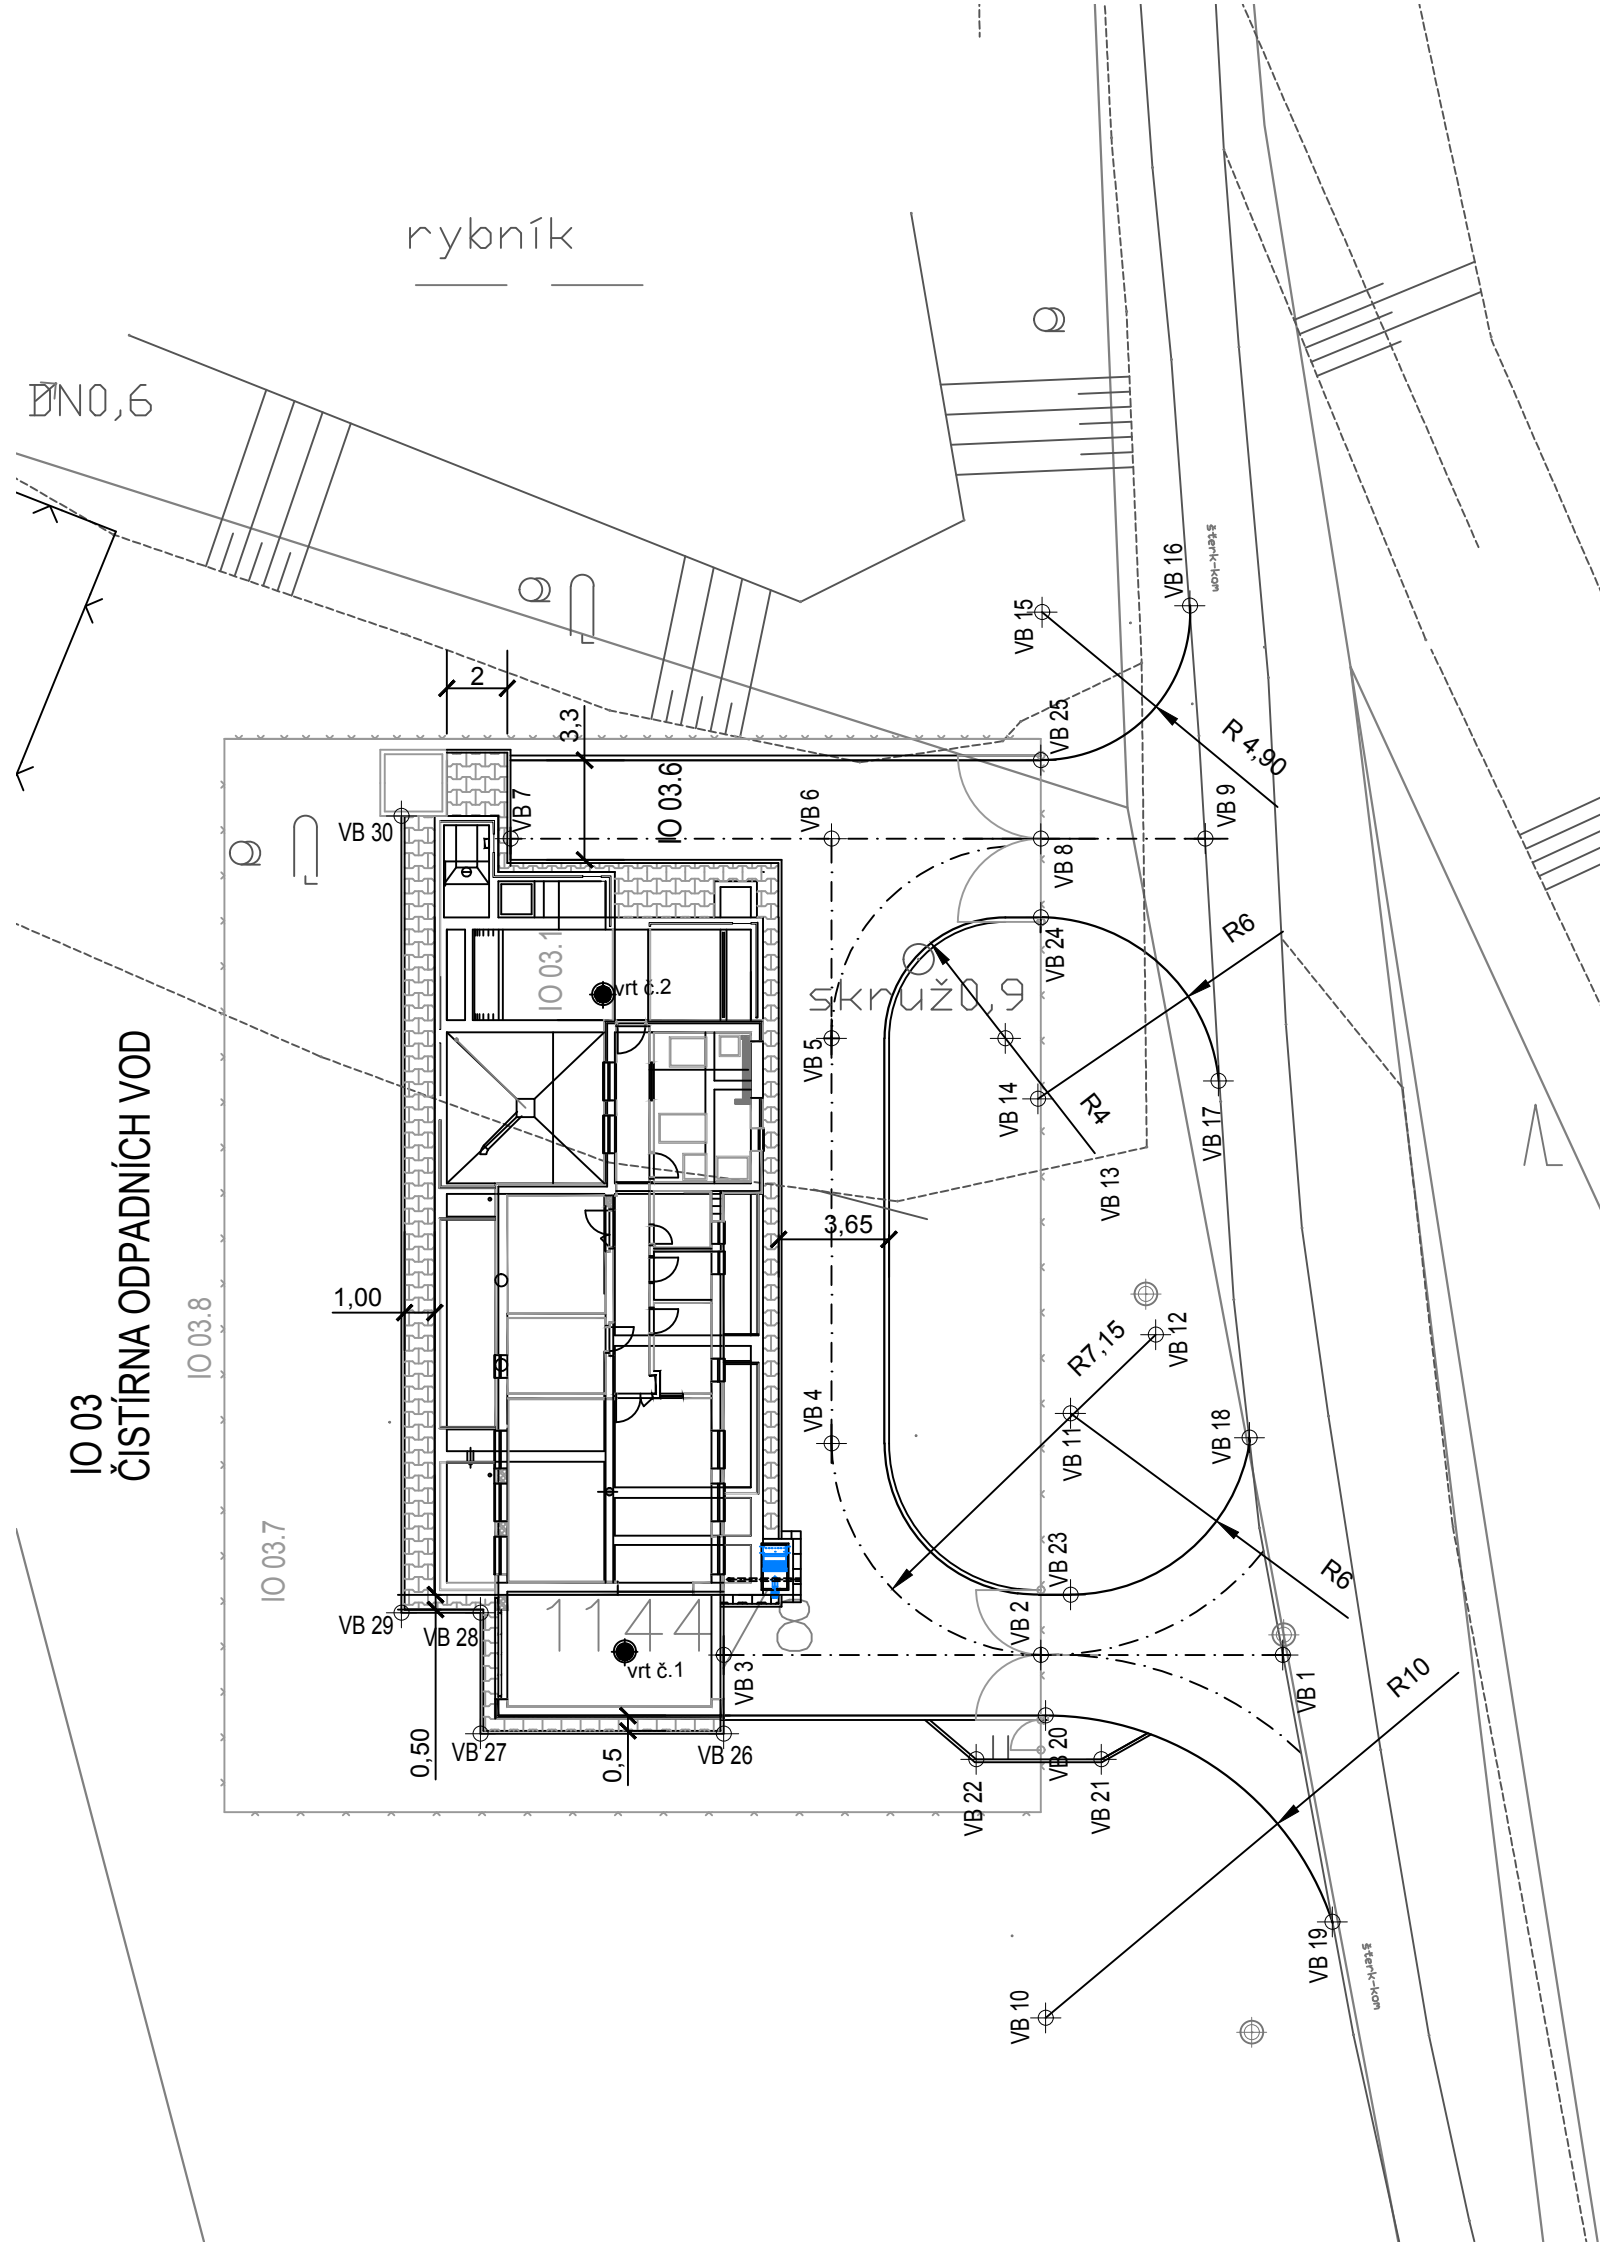 rybník
DN0,6
šterk-kom
VB 16
VB 15
2
VB 25
3,3
R 4,90
IO 03.6
VB 7
VB 6
VB 9
VB 30
VB 8
R6
VB 24
IO 03.1
vrt č.2
skruž0,9
VB 5
VB 14
R4
VB 17
VB 13
IO 03
ČISTÍRNA ODPADNÍCH VOD
3,65
1,00
IO 03.8
R7,15
VB 12
VB 4
VB 11
VB 18
IO 03.7
VB 23
R6
VB 29
VB 28
1144/8
VB 2
vrt č.1
VB 3
VB 1
R10
0,50
VB 27
0,5
VB 26
VB 20
VB 22
VB 21
VB 19
šterk-kom
VB 10